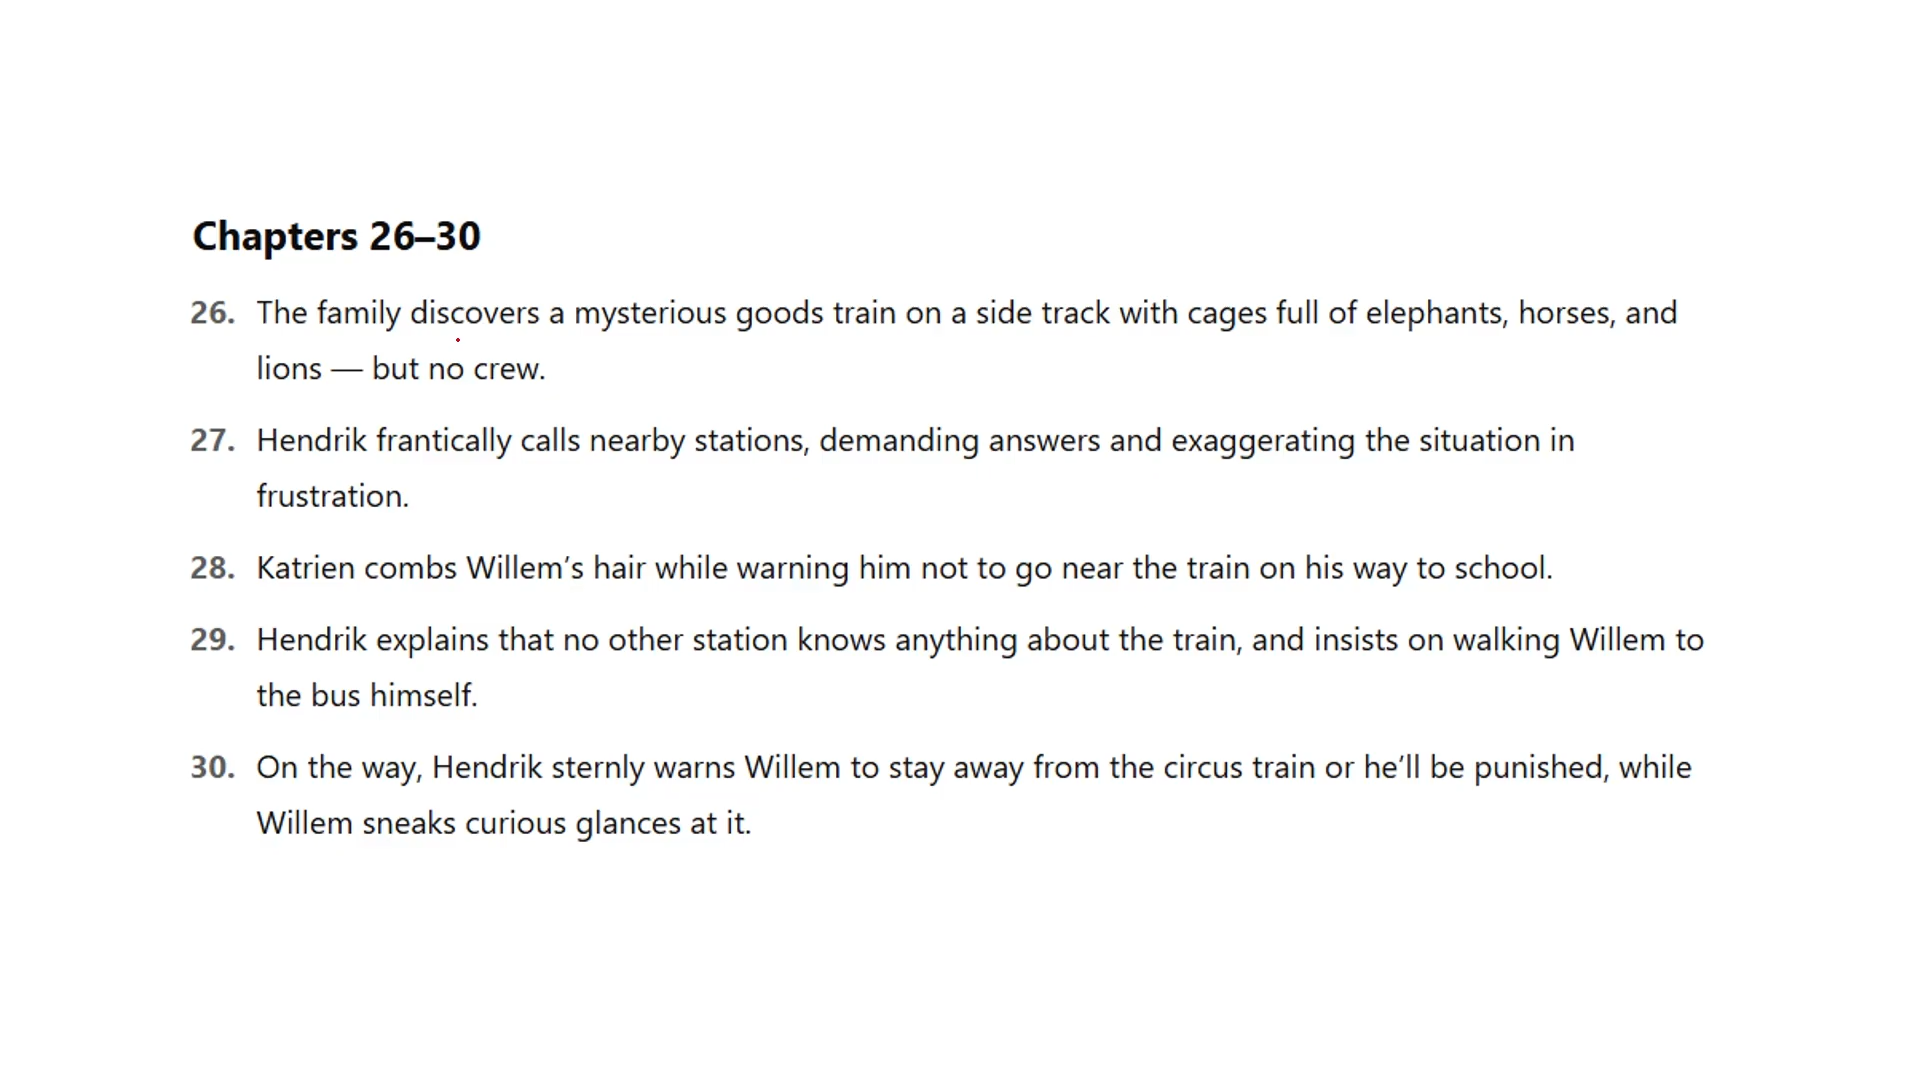 Chapters 26–30
26. The family discovers a mysterious goods train on a side track with cages full of elephants, horses, and
lions — but no crew.
27. Hendrik frantically calls nearby stations, demanding answers and exaggerating the situation in
frustration.
28. Katrien combs Willem’s hair while warning him not to go near the train on his way to school.
29. Hendrik explains that no other station knows anything about the train, and insists on walking Willem to
the bus himself.
30. On the way, Hendrik sternly warns Willem to stay away from the circus train or he’ll be punished, while
Willem sneaks curious glances at it.